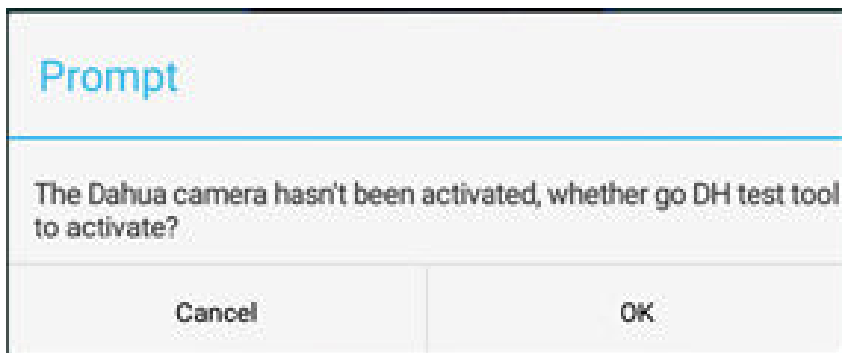 Prompt
The Dahua camera hasn't been activated, whether go DH test tool
to activate?
Cancel
OK